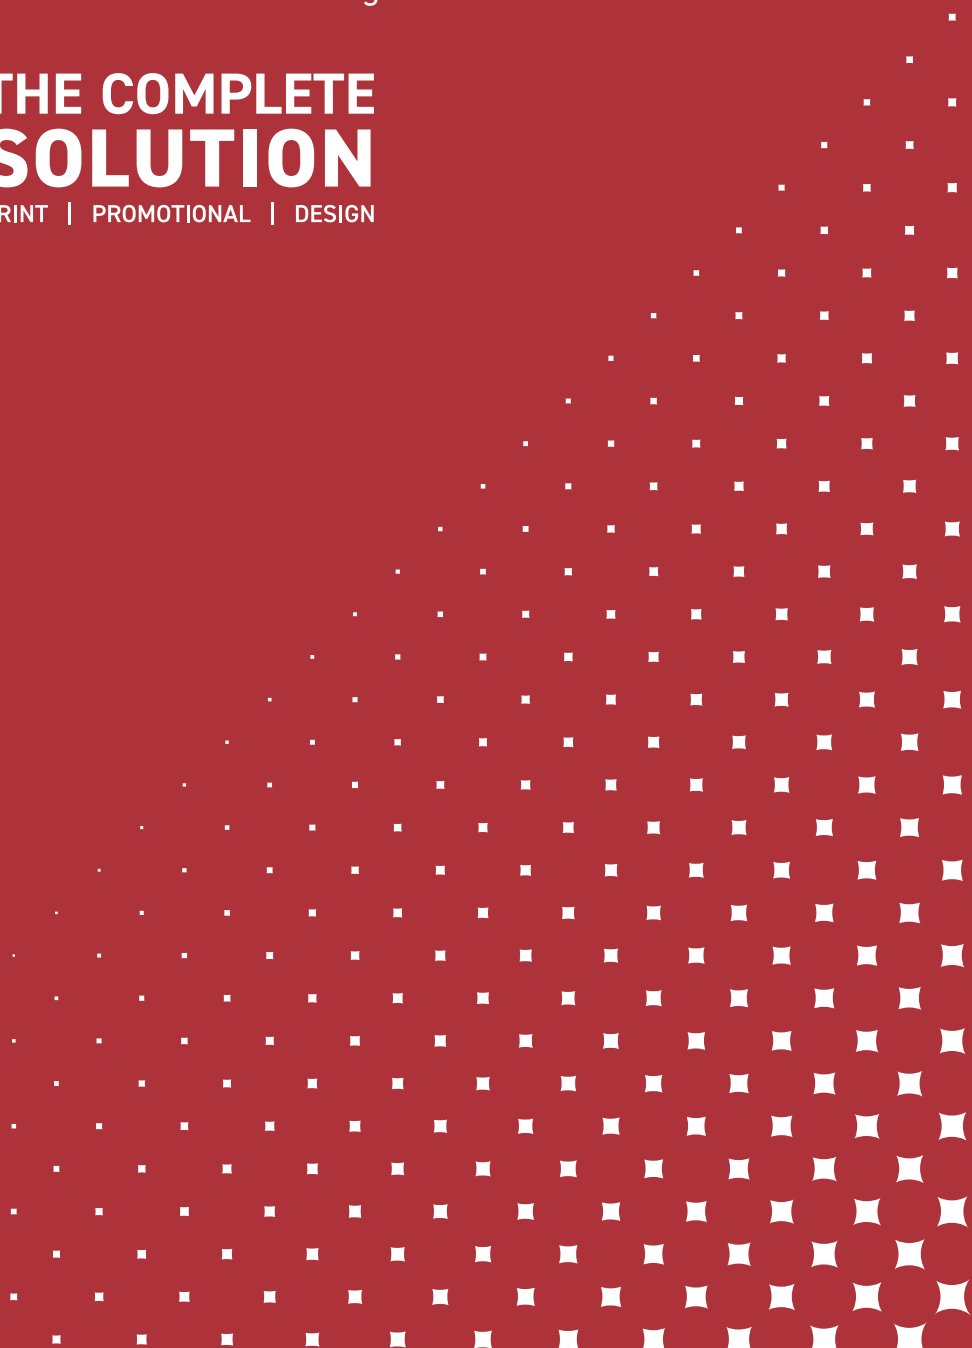 THE COMPLETE
SOLUTION
RINT | PROMOTIONAL | DESIGN